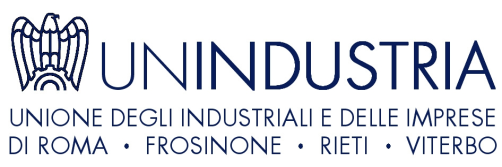 UNINDUSTRIA
UNIONE DEGLI INDUSTRIALI E DELLE IMPRESE
DI ROMA • FROSINONE • RIETI • VITERBO